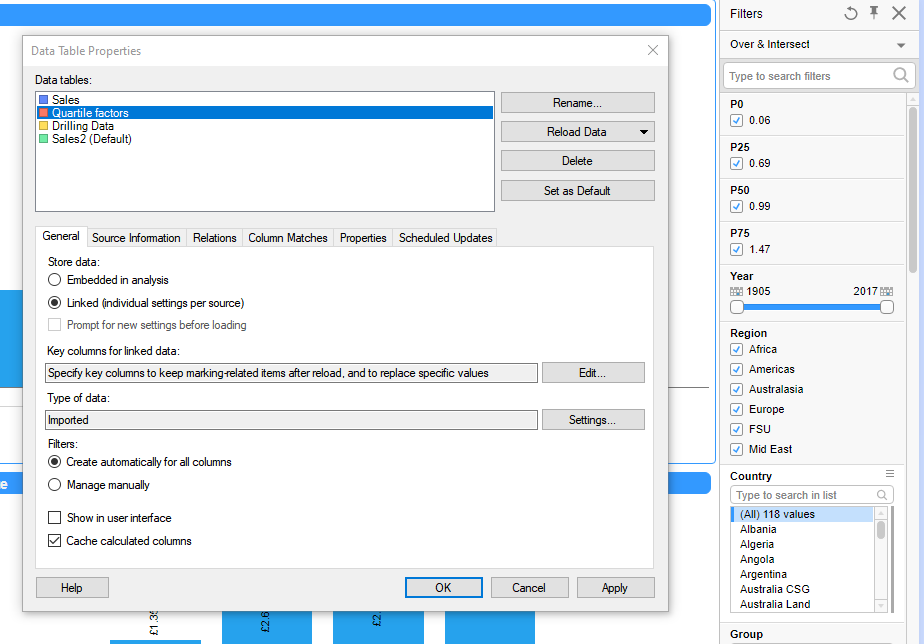 Data Table Properties
Data tables:
Sales
Quartile factors
Drilling Data
Sales2 (Default)
Rename...
Reload Data
Delete
Set as Default
General
Source Information
Relations
Column Matches
Properties
Scheduled Updates
Store data:
Embedded in analysis
Linked (individual settings per source)
Prompt for new settings before loading
Key columns for linked data:
Specify key columns to keep marking-related items after reload, and to replace specific values
Edit...
Type of data:
Imported
Settings...
Filters:
Create automatically for all columns
Manage manually
Show in user interface
Cache calculated columns
Help
OK
Cancel
Apply
e
Filters
Over & Intersect
Type to search filters
P0
0.06
P25
0.69
P50
0.99
P75
1.47
Year
1905 2017
Region
Africa
Americas
Australasia
Europe
FSU
Mid East
Country
Type to search in list
(All) 118 values
Albania
Algeria
Angola
Argentina
Australia CSG
Australia Land
Group